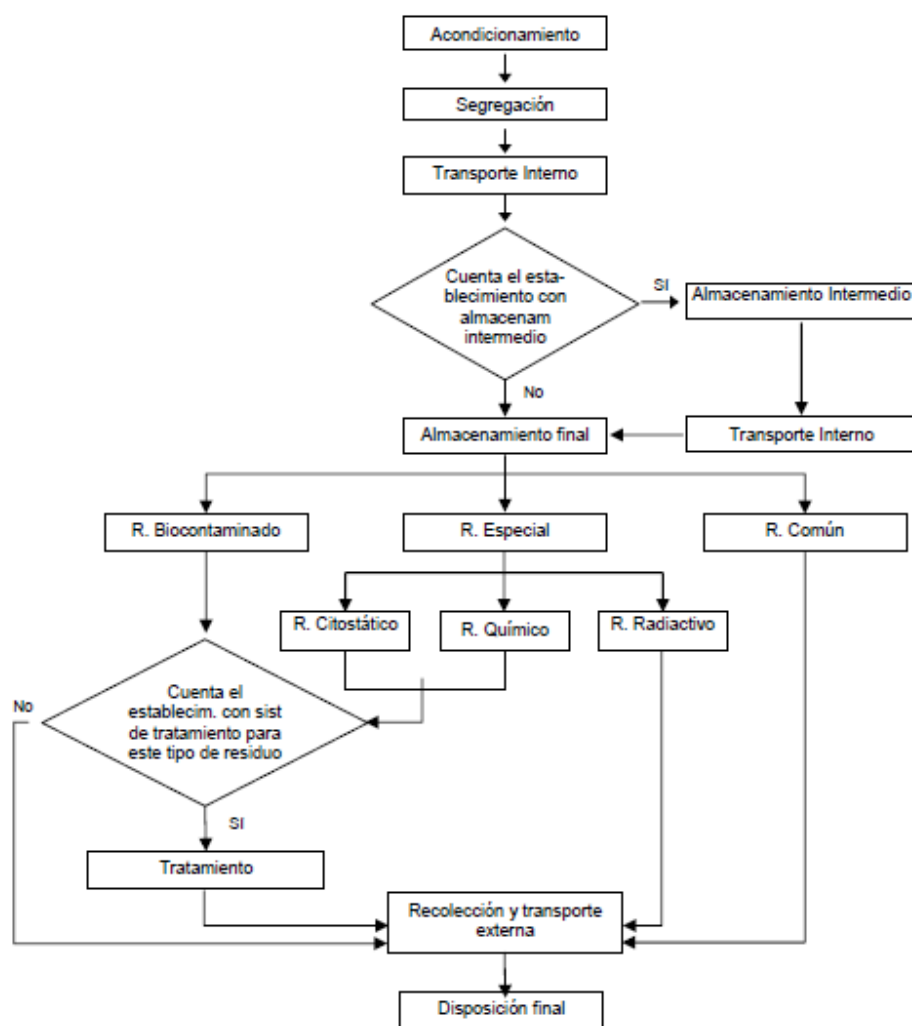 Acondicionamiento
Segregación
Transporte Interno
Cuenta el esta-
blecimiento con
almacenam
intermedio
SI
Almacenamiento Intermedio
No
Almacenamiento final
Transporte Interno
R. Biocontaminado
R. Especial
R. Común
R. Citostático
R. Químico
R. Radiactivo
No
Cuenta el
establecim. con sist
de tratamiento para
este tipo de residuo
SI
Tratamiento
Recolección y transporte
externa
Disposición final